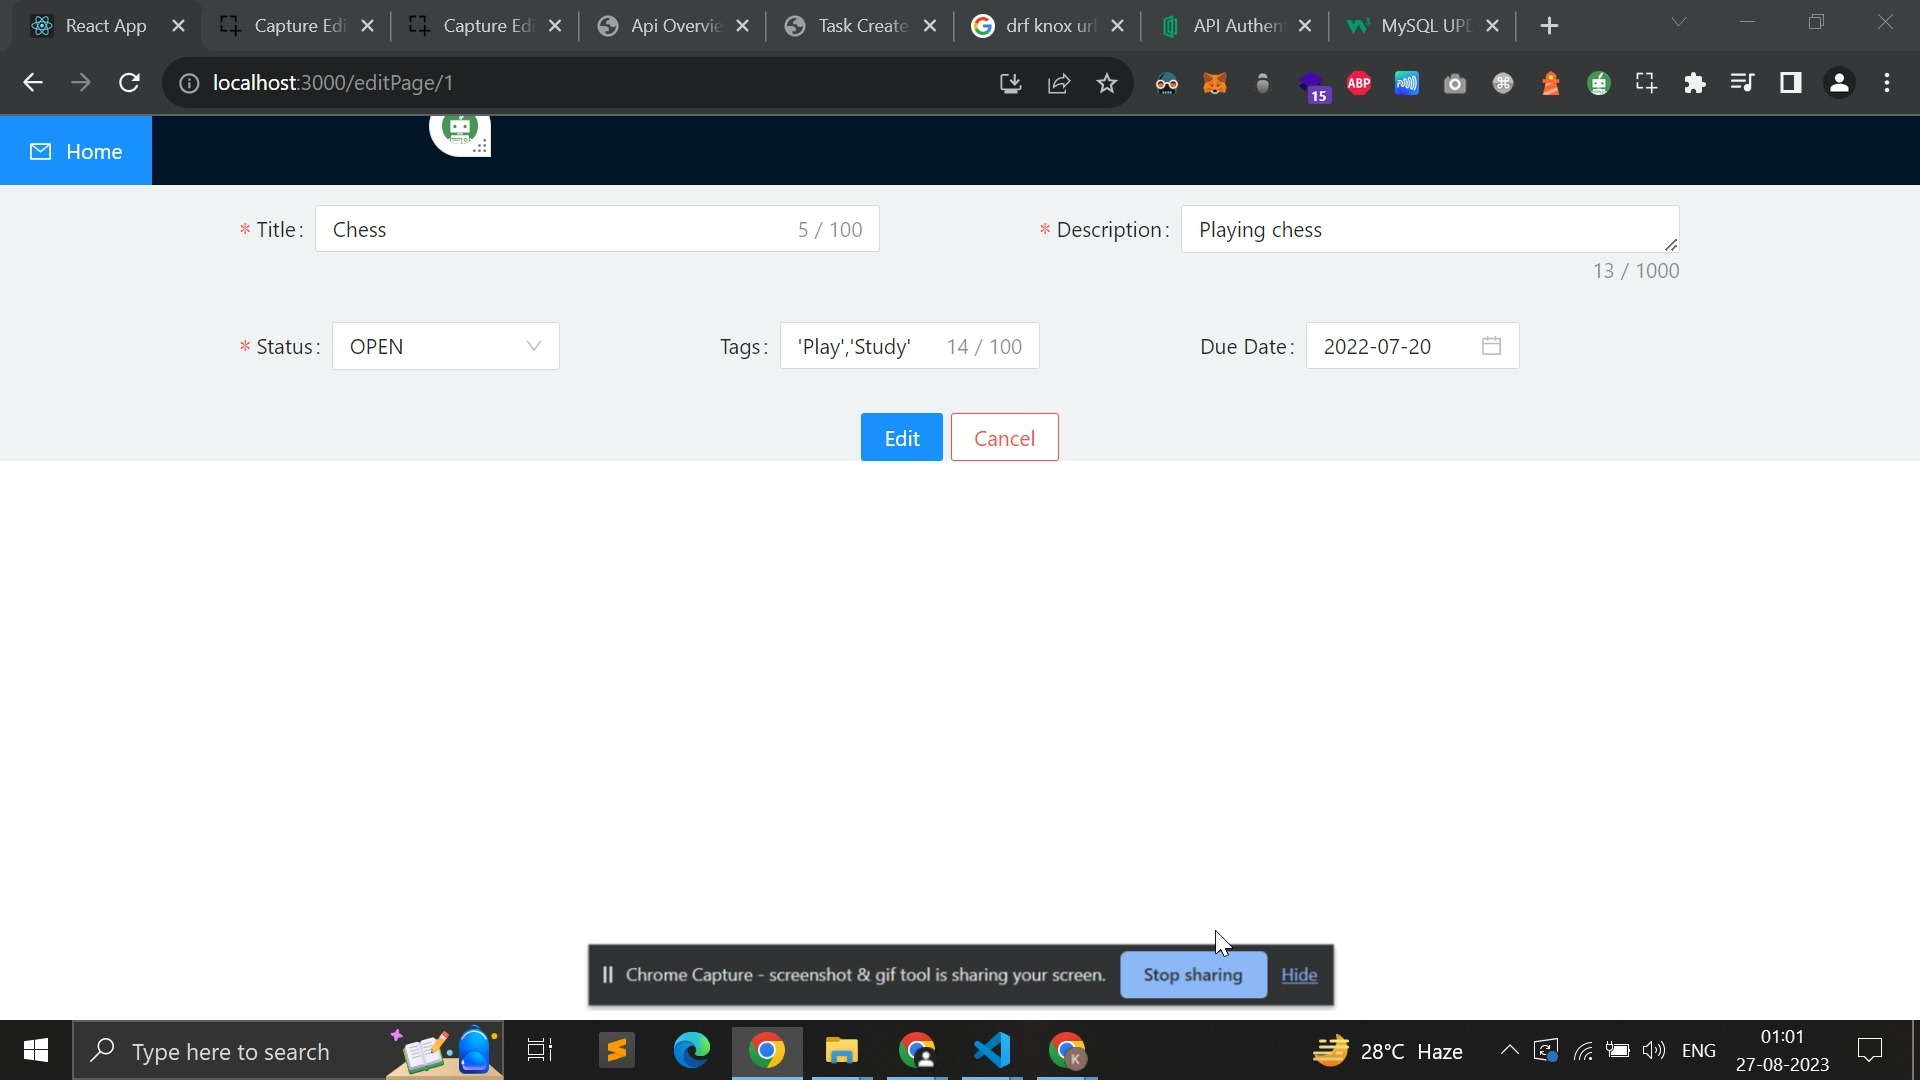 React App
Capture Edi
Capture Edi
Api Overvie
Task Create
drf knox url
API Authen
MySQL UPD
localhost:3000/editPage/1
15
ABP
Home
* Title: Chess 5 / 100
* Description: Playing chess
13 / 1000
* Status: OPEN
Tags: 'Play','Study' 14 / 100
Due Date: 2022-07-20
Edit Cancel
Chrome Capture - screenshot & gif tool is sharing your screen. Stop sharing Hide
Type here to search
K
28°C Haze
ENG
01:01
27-08-2023